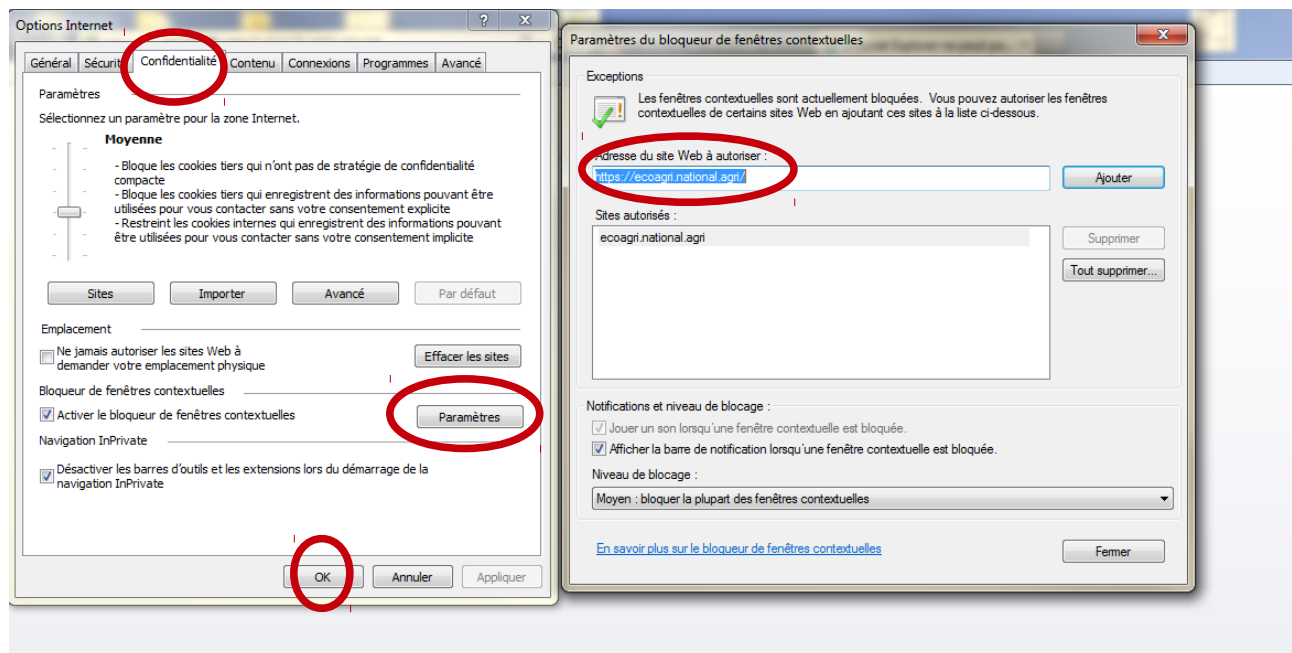 Options Internet
Général Sécurité Confidentialité Contenu Connexions Programmes Avancé
Paramètres
Sélectionnez un paramètre pour la zone Internet.
Moyenne
- Bloque les cookies tiers qui n'ont pas de stratégie de confidentialité
compacte
- Bloque les cookies tiers qui enregistrent des informations pouvant être
utilisées pour vous contacter sans votre consentement explicite
- Restreint les cookies internes qui enregistrent des informations pouvant
être utilisées pour vous contacter sans votre consentement implicite
Sites Importer Avancé Par défaut
Emplacement
Ne jamais autoriser les sites Web à
demander votre emplacement physique
Effacer les sites
Bloqueur de fenêtres contextuelles
Activer le bloqueur de fenêtres contextuelles
Paramètres
Navigation InPrivate
Désactiver les barres d'outils et les extensions lors du démarrage de la
navigation InPrivate
OK Annuler Appliquer
Paramètres du bloqueur de fenêtres contextuelles
Exceptions
Les fenêtres contextuelles sont actuellement bloquées. Vous pouvez autoriser les fenêtres
contextuelles de certains sites Web en ajoutant ces sites à la liste ci-dessous.
Adresse du site Web à autoriser :
https://ecoagri.national.agri/
Ajouter
Sites autorisés :
ecoagri.national.agri
Supprimer
Tout supprimer...
Notifications et niveau de blocage :
Jouer un son lorsqu'une fenêtre contextuelle est bloquée.
Afficher la barre de notification lorsqu'une fenêtre contextuelle est bloquée.
Niveau de blocage :
Moyen : bloquer la plupart des fenêtres contextuelles
En savoir plus sur le bloqueur de fenêtres contextuelles
Fermer